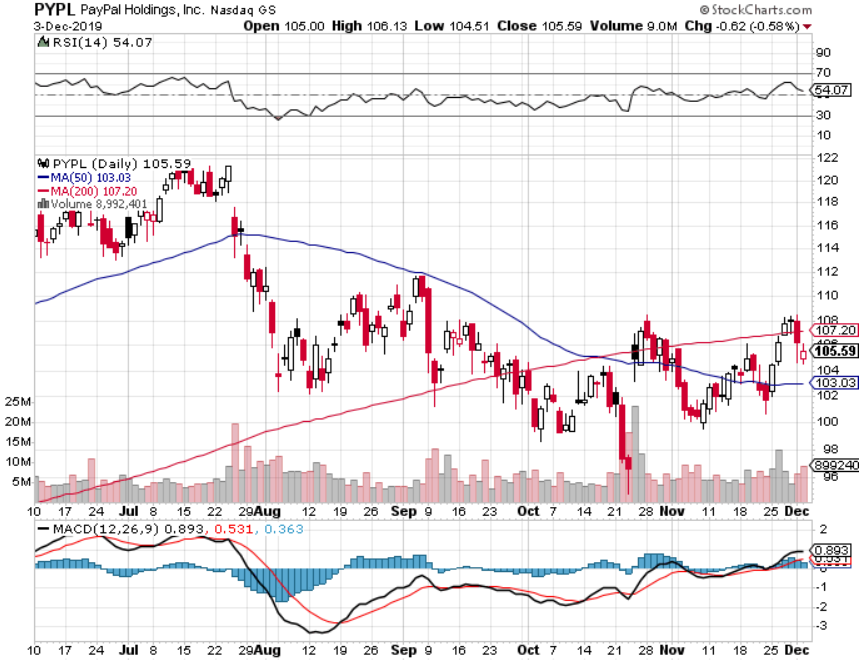 PYPL PayPal Holdings, Inc. Nasdaq GS © StockCharts.com
3-Dec-2019 Open 105.00 High 106.13 Low 104.51 Close 105.59 Volume 9.0M Chg -0.62 (-0.58%)
RSI(14) 54.07
90
70
54.07
30
10
PYPL (Daily) 105.59
MA(50) 103.03
MA(200) 107.20
Volume 8,992,401
122
120
118
116
114
112
110
108
107.20
105.59
104
103.03
102
100
98
899240
96
25M
20M
15M
10M
5M
10 17 24 Jul 8 15 22 29 Aug 12 19 26 Sep 9 16 23 Oct 7 14 21 28 Nov 11 18 25 Dec
MACD(12,26,9) 0.893, 0.531, 0.363
2
0.893
0
-1
-2
-3
10 17 24 Jul 8 15 22 29 Aug 12 19 26 Sep 9 16 23 Oct 7 14 21 28 Nov 11 18 25 Dec